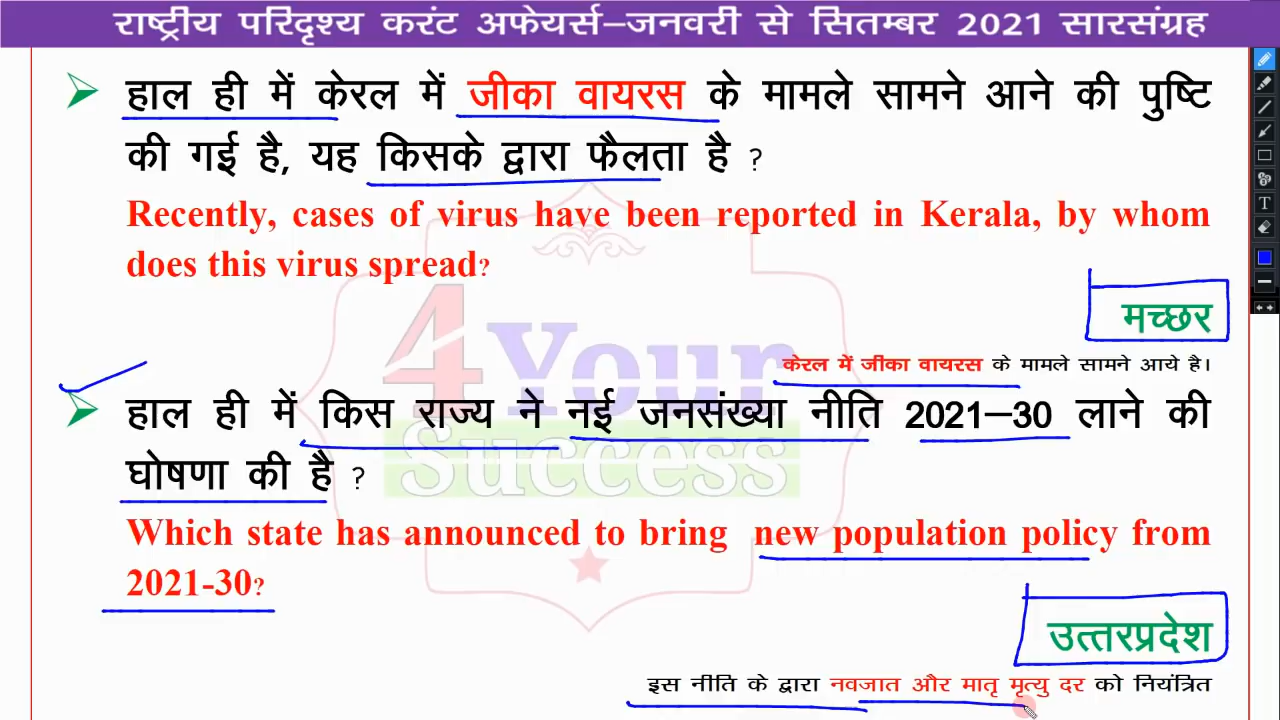 राष्ट्रीय परिदृश्य करंट अफेयर्स–जनवरी से सितम्बर 2021 सारसंग्रह
हाल ही में केरल में जीका वायरस के मामले सामने आने की पुष्टि
की गई है, यह किसके द्वारा फैलता है ?
Recently, cases of virus have been reported in Kerala, by whom
does this virus spread?
मच्छर
केरल में जीका वायरस के मामले सामने आये है।
हाल ही में किस राज्य ने नई जनसंख्या नीति 2021–30 लाने की
घोषणा की है ?
Which state has announced to bring new population policy from
2021-30?
उत्तरप्रदेश
इस नीति के द्वारा नवजात और मातृ मृत्यु दर को नियंत्रित
4 Your
Success